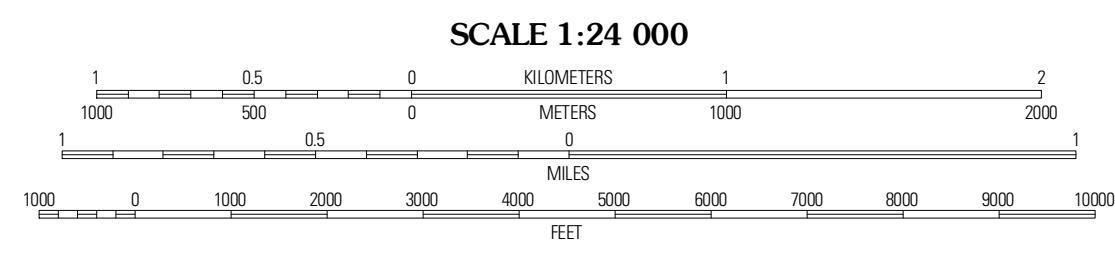 SCALE 1:24 000
1 0.5 0 KILOMETERS 1 2
1000 500 0 METERS 1000 2000
1 0.5 0 1
MILES
1000 0 1000 2000 3000 4000 5000 6000 7000 8000 9000 10000
FEET